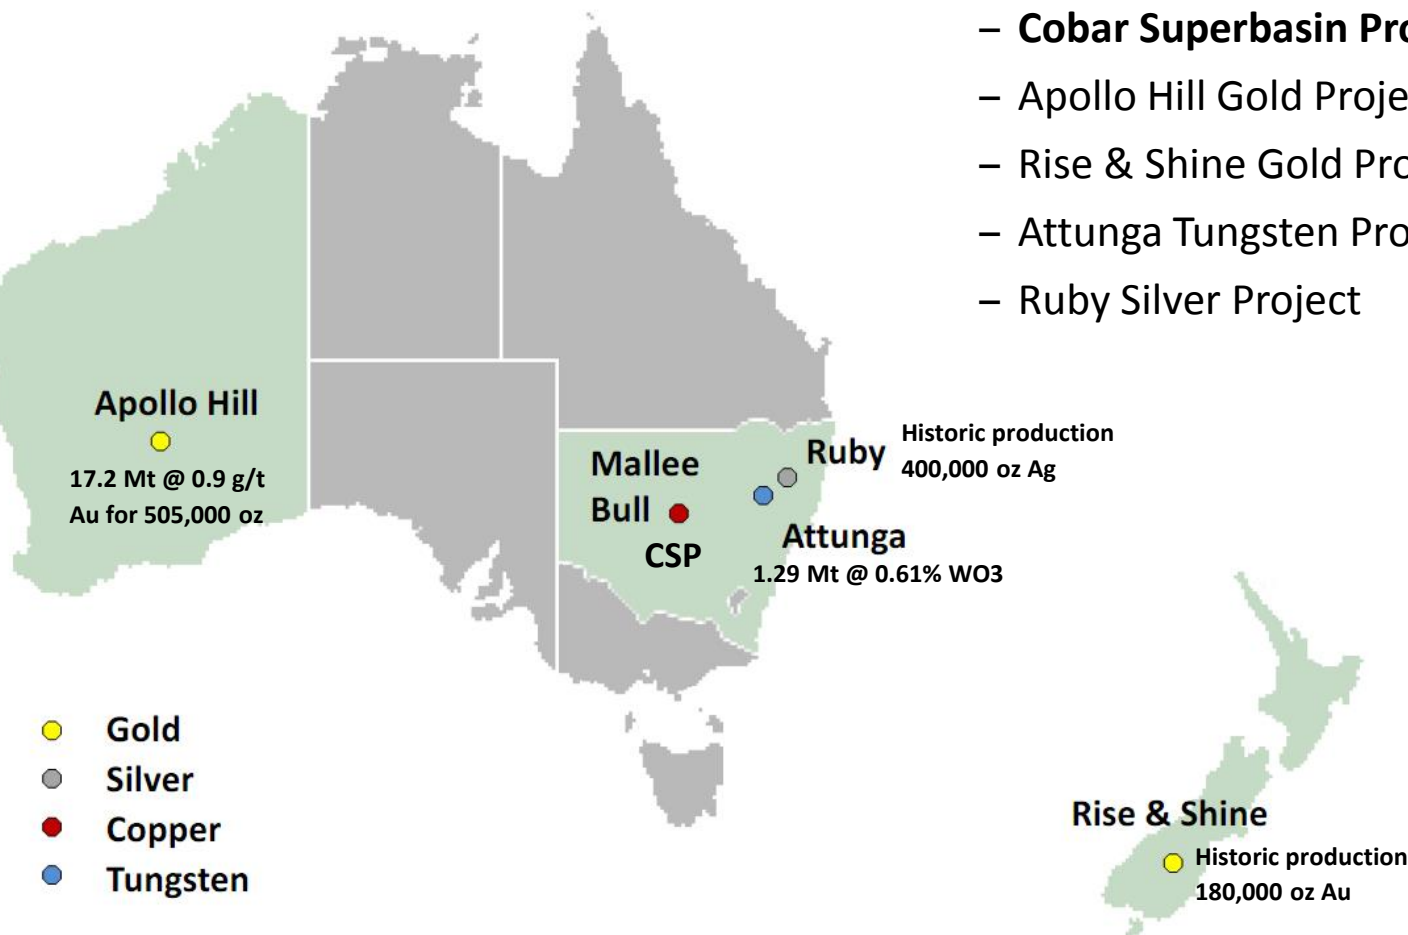 – Cobar Superbasin Pro
– Apollo Hill Gold Proje
– Rise & Shine Gold Pro
– Attunga Tungsten Pro
– Ruby Silver Project
Apollo Hill
17.2 Mt @ 0.9 g/t
Au for 505,000 oz
Mallee
Bull
CSP
Ruby
Historic production
400,000 oz Ag
Attunga
1.29 Mt @ 0.61% WO3
Gold
Silver
Copper
Tungsten
Rise & Shine
Historic production
180,000 oz Au